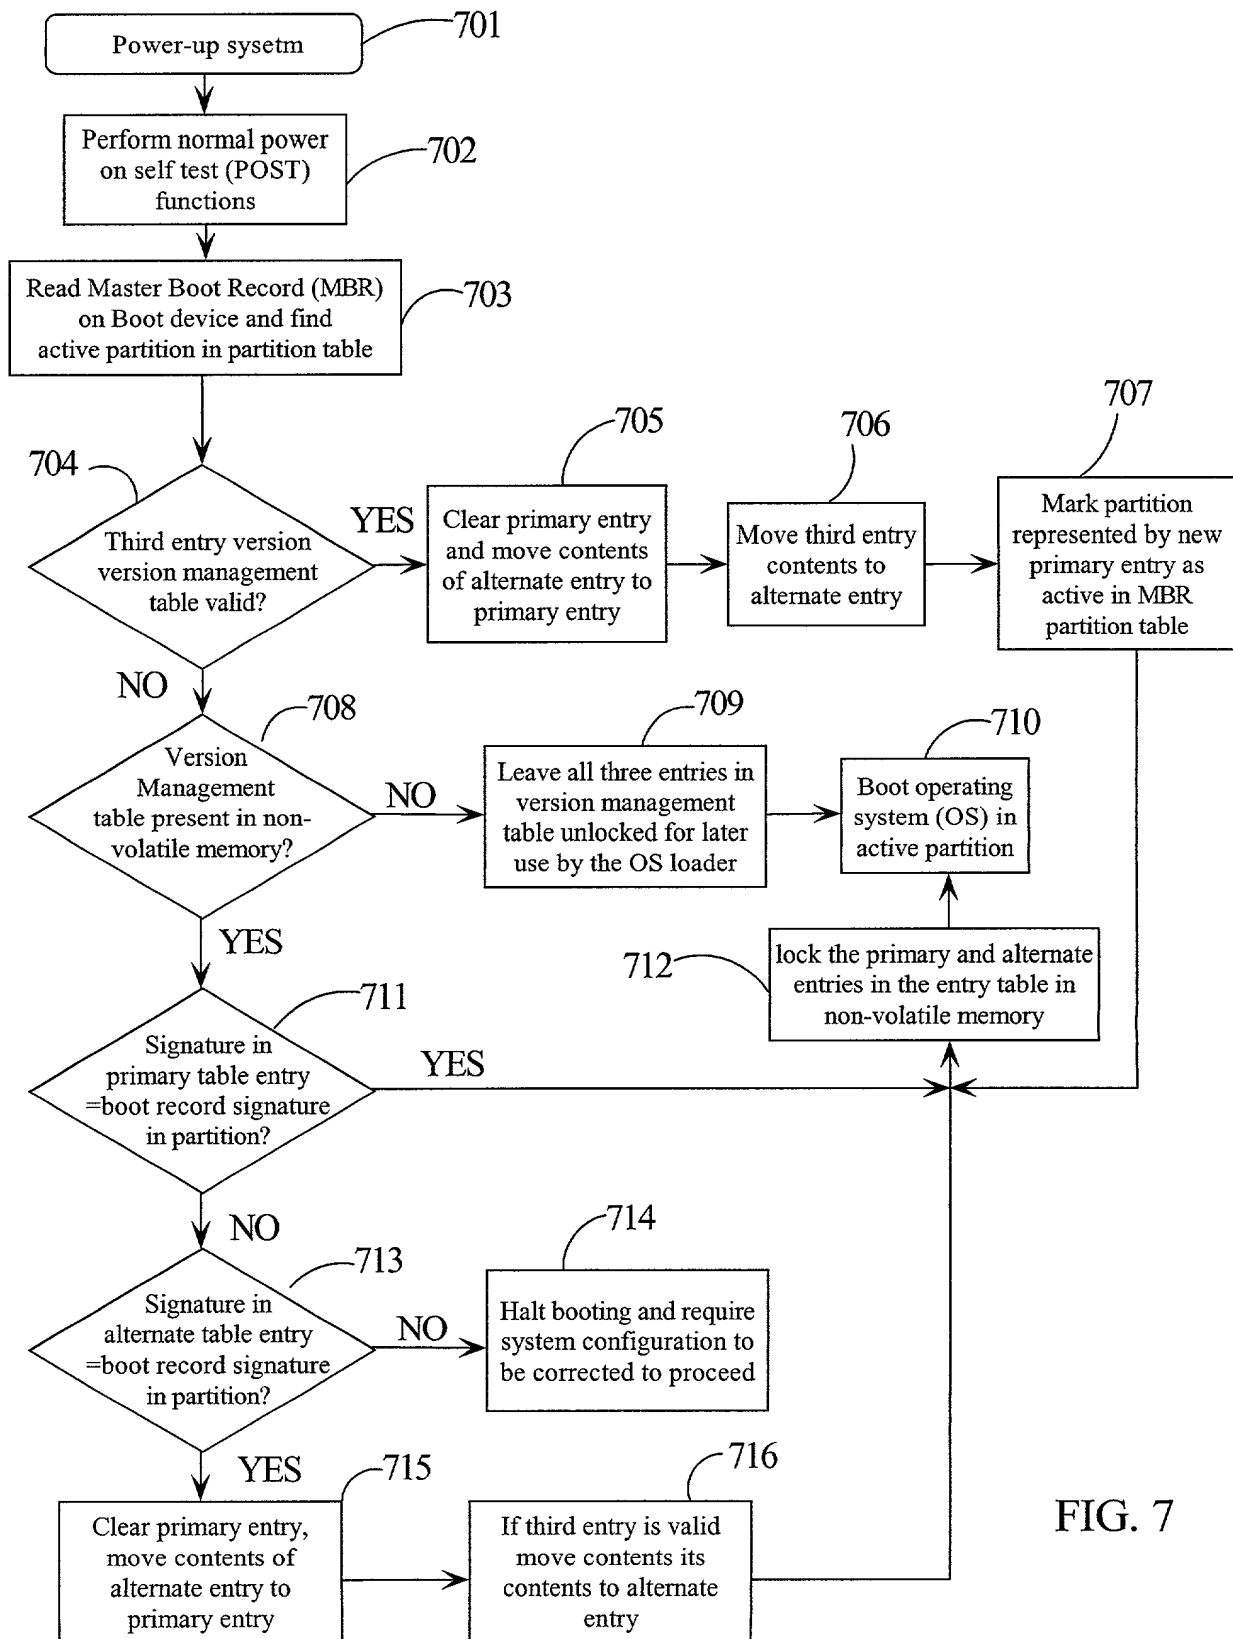 Power-up sysetm
701
Perform normal power
on self test (POST)
functions
702
Read Master Boot Record (MBR)
on Boot device and find
active partition in partition table
703
704
Third entry version
version management
table valid?
YES
705
Clear primary entry
and move contents
of alternate entry to
primary entry
706
Move third entry
contents to
alternate entry
707
Mark partition
represented by new
primary entry as
active in MBR
partition table
NO
708
Version
Management
table present in non-
volatile memory?
NO
709
Leave all three entries in
version management
table unlocked for later
use by the OS loader
710
Boot operating
system (OS) in
active partition
YES
711
Signature in
primary table entry
=boot record signature
in partition?
YES
712
lock the primary and alternate
entries in the entry table in
non-volatile memory
NO
713
Signature in
alternate table entry
=boot record signature
in partition?
NO
714
Halt booting and require
system configuration to
be corrected to proceed
YES
715
Clear primary entry,
move contents of
alternate entry to
primary entry
716
If third entry is valid
move contents its
contents to alternate
entry
FIG. 7